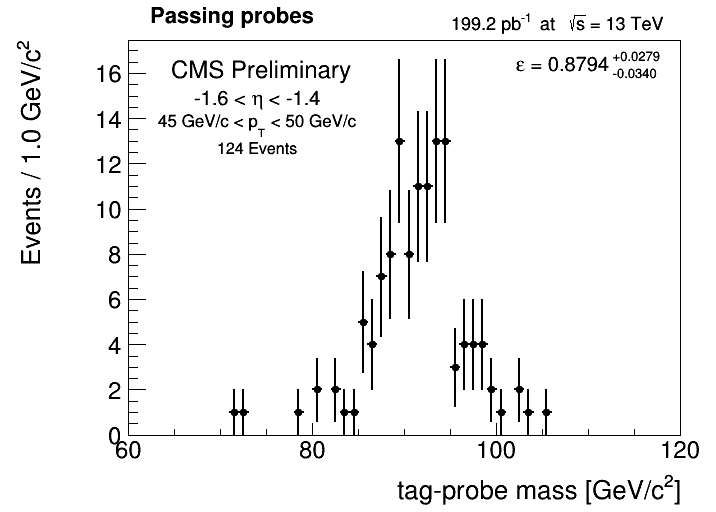 Passing probes
199.2 pb⁻¹ at √s = 13 TeV
CMS Preliminary
-1.6 < η < -1.4
45 GeV/c < p_T < 50 GeV/c
124 Events
ε = 0.8794 +0.0279 -0.0340
Events / 1.0 GeV/c²
16
14
12
10
8
6
4
2
0
60 80 100 120
tag-probe mass [GeV/c²]